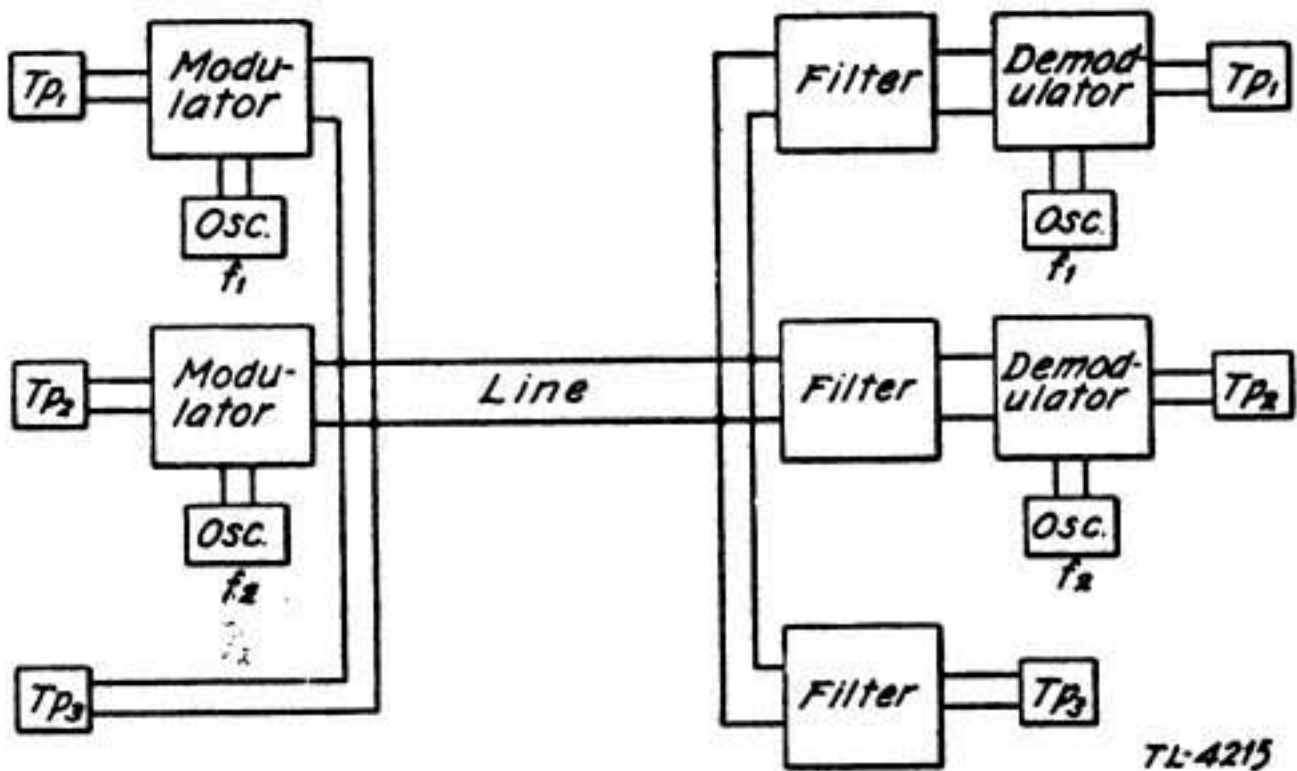 Tp₁
Modu-
lator
Osc.
f₁
Tp₂
Modu-
lator
Osc.
f₂
Tp₃
Line
Filter
Demod-
ulator
Tp₁
Osc.
f₁
Filter
Demod-
ulator
Tp₂
Osc.
f₂
Filter
Tp₃
TL-4215